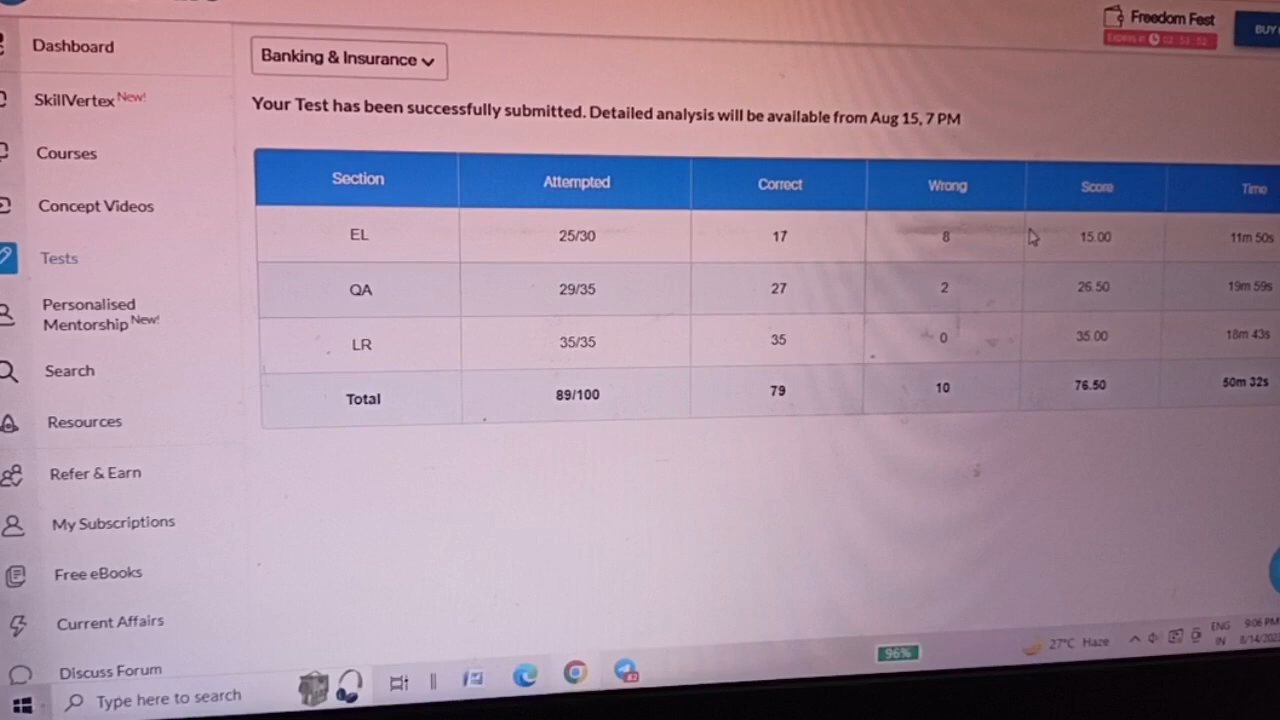 Freedom Fest
Dashboard
Banking & Insurance
SkillVertex New!
Your Test has been successfully submitted. Detailed analysis will be available from Aug 15, 7 PM
Courses
Section Attempted Correct Wrong Score Time
Concept Videos
EL 25/30 17 8 15.00 11m 50s
Tests
QA 29/35 27 2 26.50 19m 59s
Personalised
Mentorship New!
LR 35/35 35 0 35.00 18m 43s
Search
Total 89/100 79 10 76.50 50m 32s
Resources
Refer & Earn
My Subscriptions
Free eBooks
Current Affairs
Discuss Forum
Type here to search
96%
27°C Haze
ENG
IN
9:06 PM